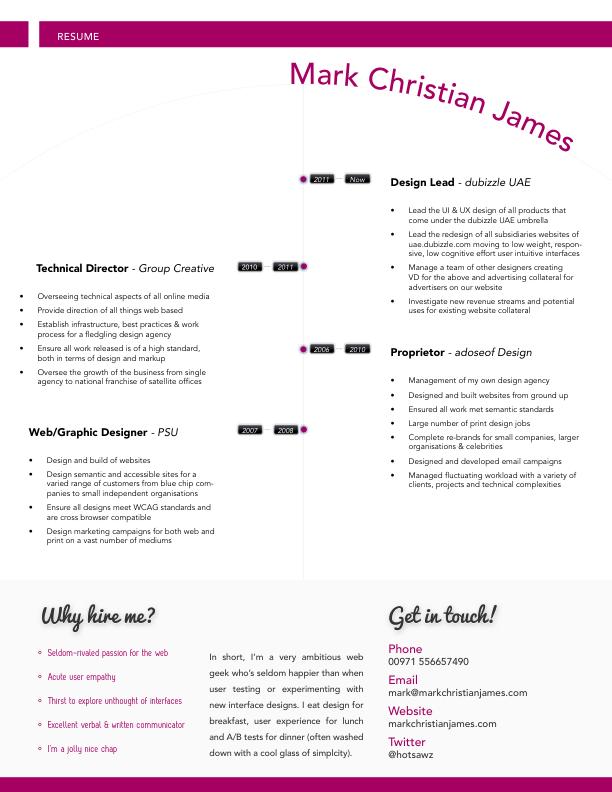 RESUME
Mark Christian James
2011 Now
Design Lead - dubizzle UAE
• Lead the UI & UX design of all products that
come under the dubizzle UAE umbrella
• Lead the redesign of all subsidiaries websites of
uae.dubizzle.com moving to low weight, respon-
sive, low cognitive effort user intuitive interfaces
• Manage a team of other designers creating
VD for the above and advertising collateral for
advertisers on our website
• Investigate new revenue streams and potential
uses for existing website collateral
Technical Director - Group Creative
2010 2011
• Overseeing technical aspects of all online media
• Provide direction of all things web based
• Establish infrastructure, best practices & work
process for a fledgling design agency
• Ensure all work released is of a high standard,
both in terms of design and markup
• Oversee the growth of the business from single
agency to national franchise of satellite offices
2006 2010
Proprietor - adoseof Design
• Management of my own design agency
• Designed and built websites from ground up
• Ensured all work met semantic standards
• Large number of print design jobs
• Complete re-brands for small companies, larger
organisations & celebrities
• Designed and developed email campaigns
• Managed fluctuating workload with a variety of
clients, projects and technical complexities
Web/Graphic Designer - PSU
2007 2008
• Design and build of websites
• Design semantic and accessible sites for a
varied range of customers from blue chip com-
panies to small independent organisations
• Ensure all designs meet WCAG standards and
are cross browser compatible
• Design marketing campaigns for both web and
print on a vast number of mediums
Why hire me?
Seldom-rivaled passion for the web
Acute user empathy
Thirst to explore unthought of interfaces
Excellent verbal & written communicator
I'm a jolly nice chap
In short, I'm a very ambitious web
geek who's seldom happier than when
user testing or experimenting with
new interface designs. I eat design for
breakfast, user experience for lunch
and A/B tests for dinner (often washed
down with a cool glass of simplcity).
Get in touch!
Phone
00971 556657490
Email
mark@markchristianjames.com
Website
markchristianjames.com
Twitter
@hotsawz